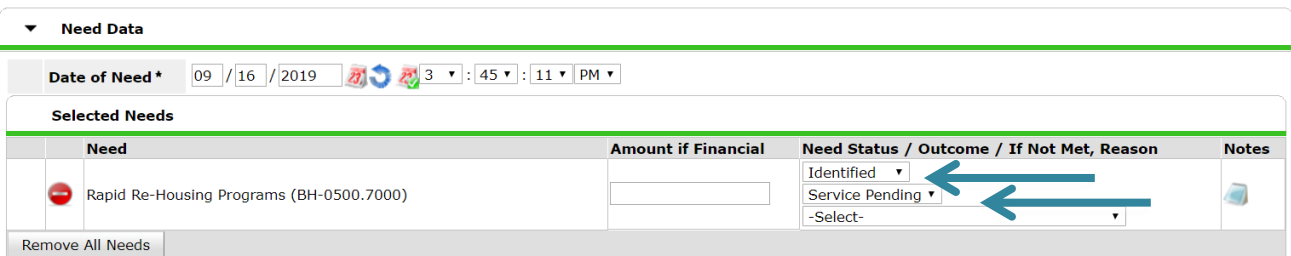 Need Data
Date of Need * 09 / 16 / 2019 23 23 3 : 45 : 11 PM
Selected Needs
Need Amount if Financial Need Status / Outcome / If Not Met, Reason Notes
Identified
Rapid Re-Housing Programs (BH-0500.7000) Service Pending
-Select-
Remove All Needs